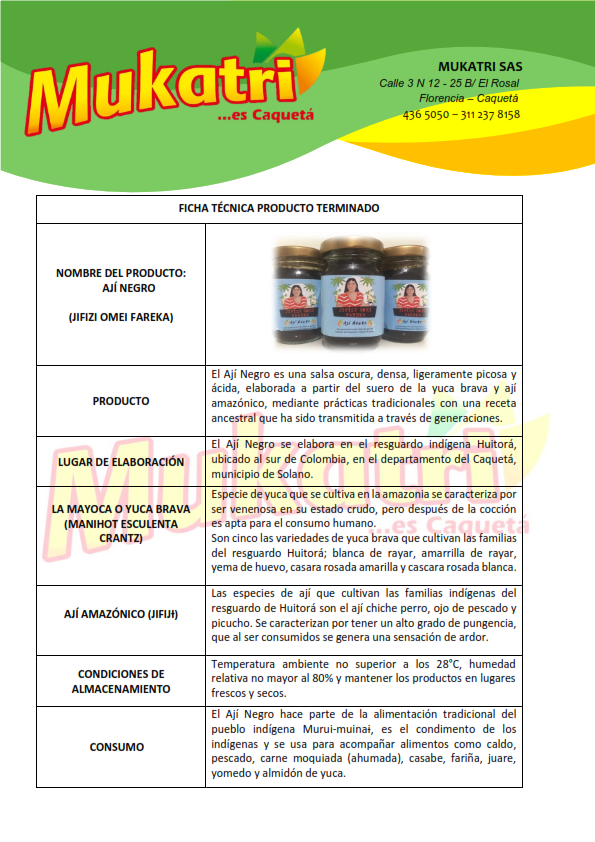 Mukatri
...es Caquetá
MUKATRI SAS
Calle 3 N 12 - 25 B/ El Rosal
Florencia – Caquetá
436 5050 – 311 237 8158
FICHA TÉCNICA PRODUCTO TERMINADO
NOMBRE DEL PRODUCTO:
AJÍ NEGRO
(JIFIZI OMEI FAREKA)
JIFIZI OMEI
FAREKA
Ají Negro
PRODUCTO
El Ají Negro es una salsa oscura, densa, ligeramente picosa y
ácida, elaborada a partir del suero de la yuca brava y ají
amazónico, mediante prácticas tradicionales con una receta
ancestral que ha sido transmitida a través de generaciones.
LUGAR DE ELABORACIÓN
El Ají Negro se elabora en el resguardo indígena Huitorá,
ubicado al sur de Colombia, en el departamento del Caquetá,
municipio de Solano.
LA MAYOCA O YUCA BRAVA
(MANIHOT ESCULENTA
CRANTZ)
Especie de yuca que se cultiva en la amazonia se caracteriza por
ser venenosa en su estado crudo, pero después de la cocción
es apta para el consumo humano.
Son cinco las variedades de yuca brava que cultivan las familias
del resguardo Huitorá; blanca de rayar, amarrilla de rayar,
yema de huevo, casara rosada amarilla y cascara rosada blanca.
AJÍ AMAZÓNICO (JIFIJɨ)
Las especies de ají que cultivan las familias indígenas del
resguardo de Huitorá son el ají chiche perro, ojo de pescado y
picucho. Se caracterizan por tener un alto grado de pungencia,
que al ser consumidos se genera una sensación de ardor.
CONDICIONES DE
ALMACENAMIENTO
Temperatura ambiente no superior a los 28°C, humedad
relativa no mayor al 80% y mantener los productos en lugares
frescos y secos.
CONSUMO
El Ají Negro hace parte de la alimentación tradicional del
pueblo indígena Murui-muinaɨ, es el condimento de los
indígenas y se usa para acompañar alimentos como caldo,
pescado, carne moquiada (ahumada), casabe, fariña, juare,
yomedo y almidón de yuca.
Mukatri
...es Caquetá